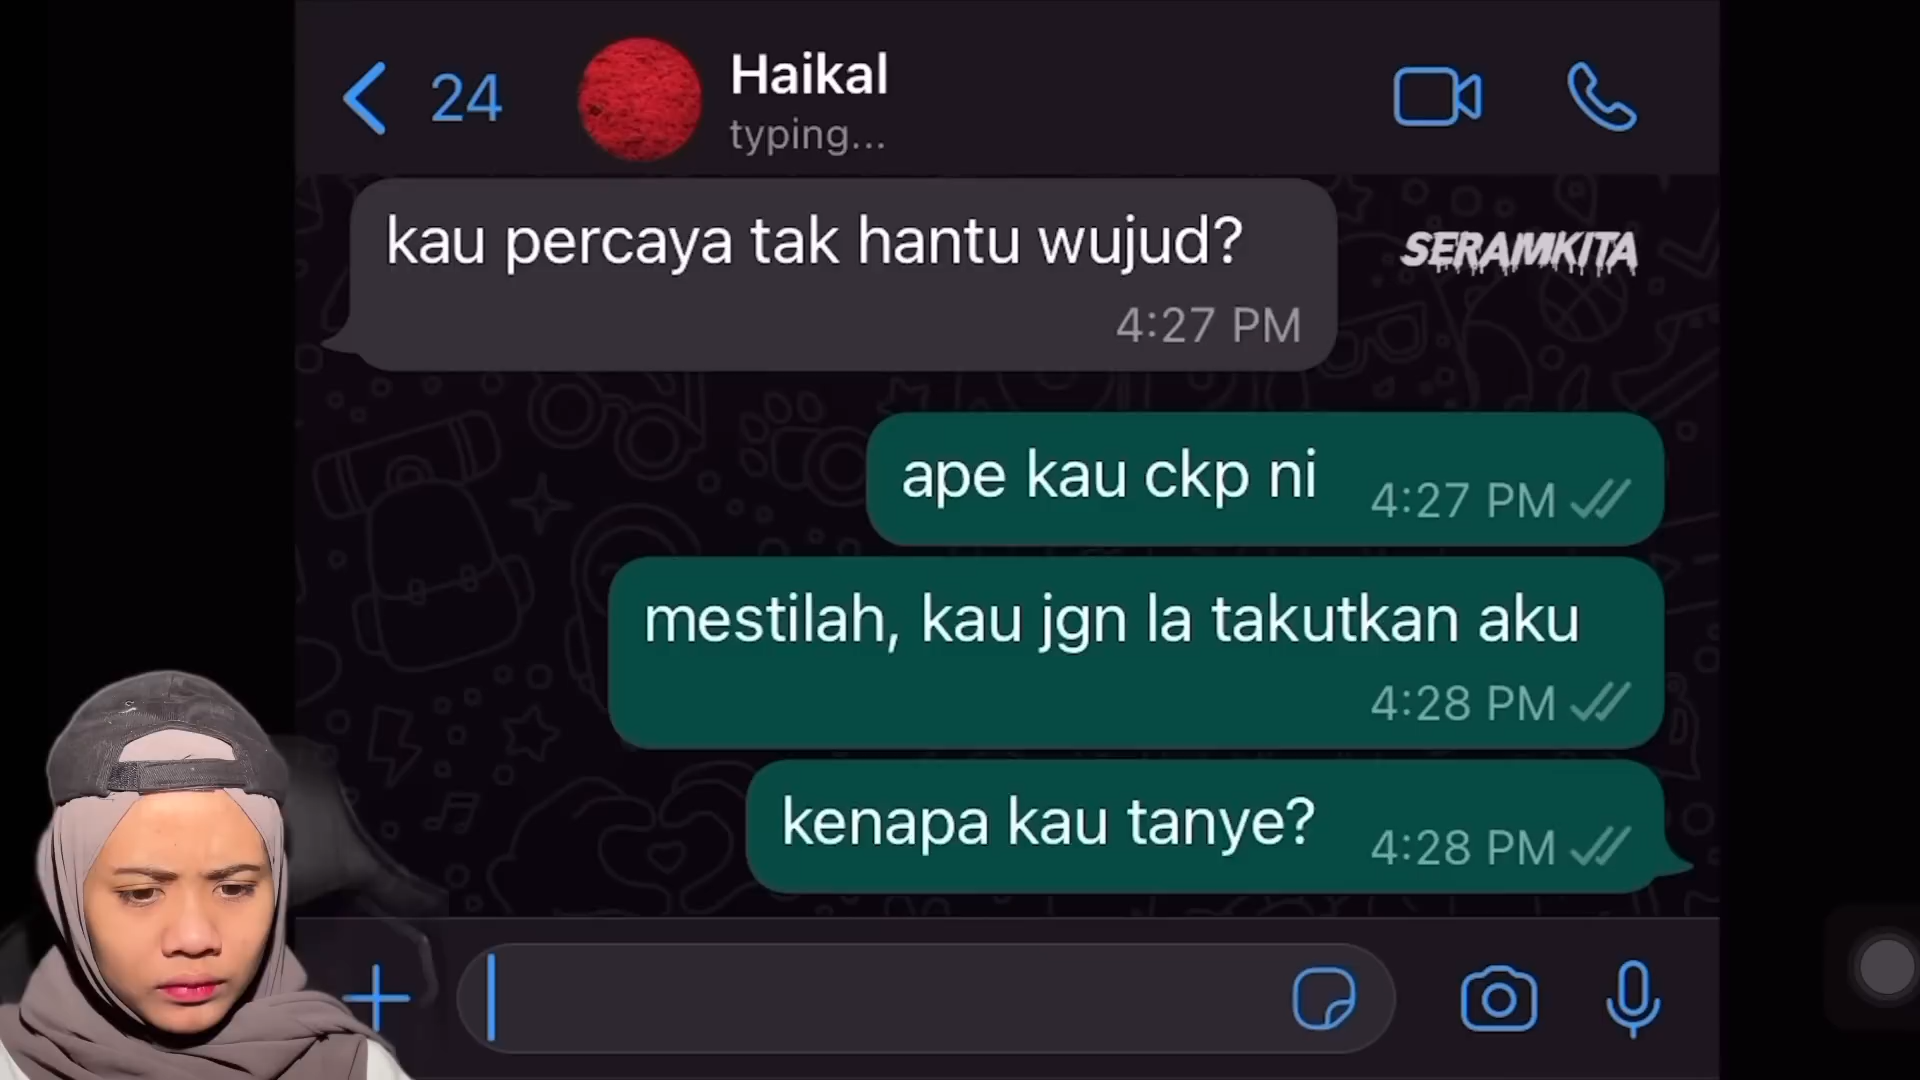 24
Haikal
typing...
kau percaya tak hantu wujud?
4:27 PM
SERAMKITA
ape kau ckp ni 4:27 PM
mestilah, kau jgn la takutkan aku
4:28 PM
kenapa kau tanye? 4:28 PM